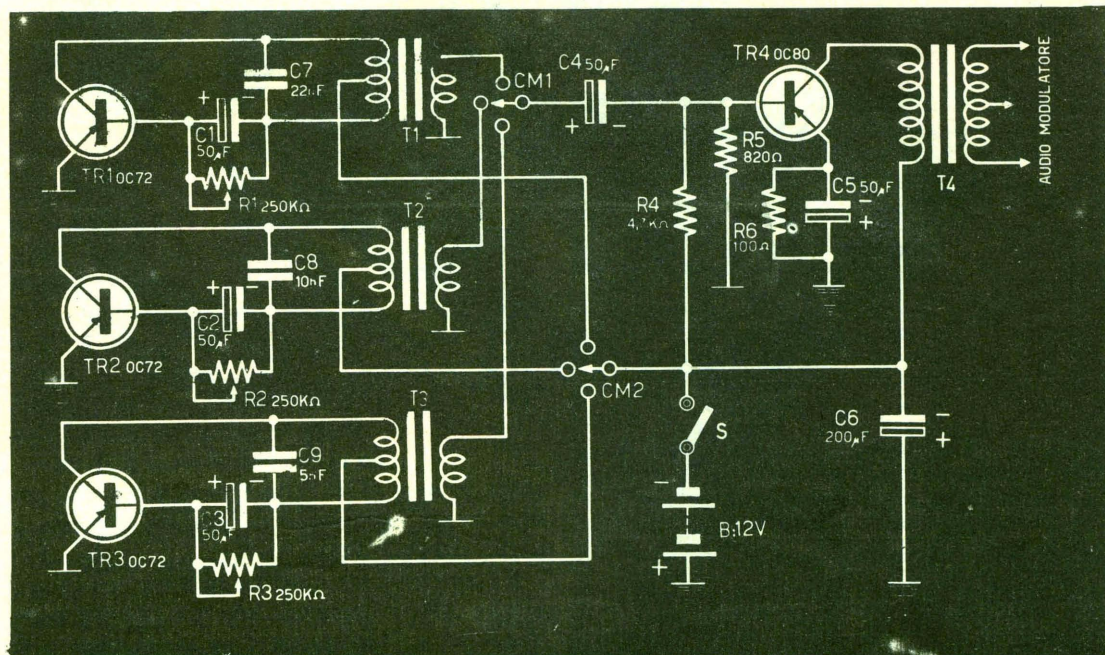 C7
22nF
T1
C1
50µF
+
-
TR1 OC72
R1 250KΩ
CM1
C4 50µF
+
-
TR4 OC80
R5
820Ω
R4
4,7KΩ
R6
100Ω
C5 50µF
-
+
T4
AUDIO MODULATORE
T2
C8
10nF
C2
50µF
+
-
TR2 OC72
R2 250KΩ
CM2
S
C6
200µF
-
+
T3
C9
5nF
C3
50µF
+
-
TR3 OC72
R3 250KΩ
-
B:12V
+